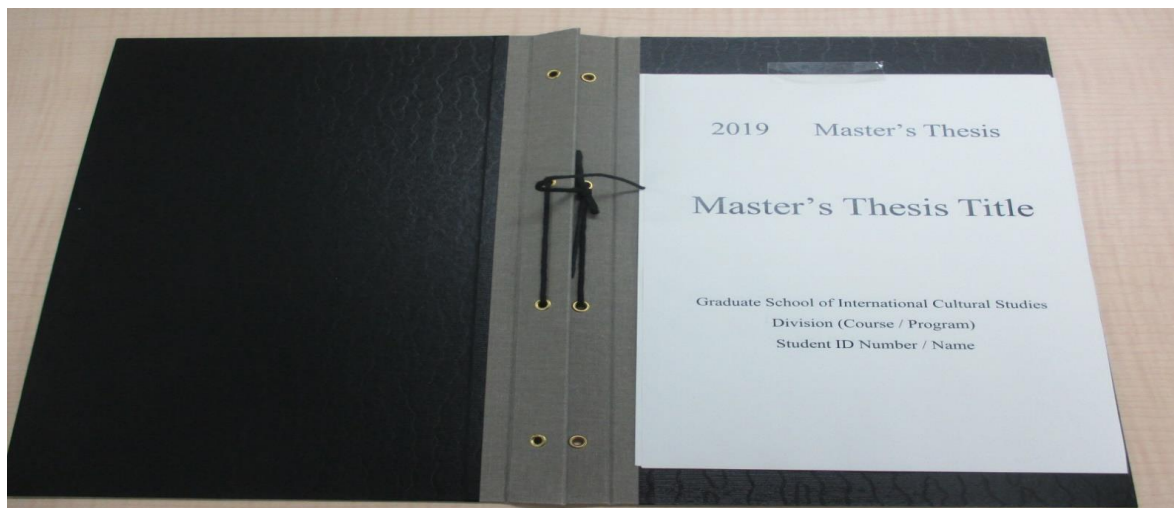 2019 Master’s Thesis
Master’s Thesis Title
Graduate School of International Cultural Studies
Division (Course / Program)
Student ID Number / Name